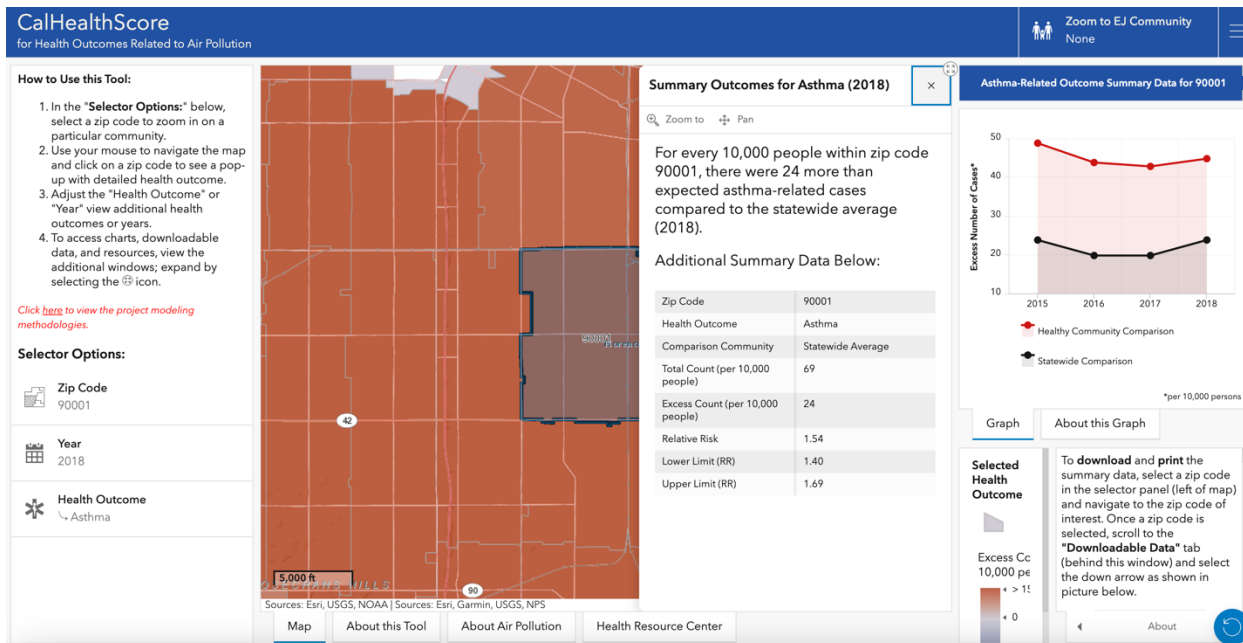 CalHealthScore
for Health Outcomes Related to Air Pollution
Zoom to EJ Community
None
How to Use this Tool:
1. In the "Selector Options:" below,
select a zip code to zoom in on a
particular community.
2. Use your mouse to navigate the map
and click on a zip code to see a pop-
up with detailed health outcome.
3. Adjust the "Health Outcome" or
"Year" view additional health
outcomes or years.
4. To access charts, downloadable
data, and resources, view the
additional windows; expand by
selecting the icon.
Click here to view the project modeling
methodologies.
Selector Options:
Zip Code
90001
Year
2018
Health Outcome
Asthma
90001
42
90
5,000 ft
HILLS
Sources: Esri, USGS, NOAA | Sources: Esri, Garmin, USGS, NPS
Map
About this Tool
About Air Pollution
Health Resource Center
Summary Outcomes for Asthma (2018)
Zoom to
Pan
For every 10,000 people within zip code
90001, there were 24 more than
expected asthma-related cases
compared to the statewide average
(2018).
Additional Summary Data Below:
Zip Code 90001
Health Outcome Asthma
Comparison Community Statewide Average
Total Count (per 10,000 69
people)
Excess Count (per 10,000 24
people)
Relative Risk 1.54
Lower Limit (RR) 1.40
Upper Limit (RR) 1.69
Asthma-Related Outcome Summary Data for 90001
Excess Number of Cases*
50
40
30
20
10
2015 2016 2017 2018
Healthy Community Comparison
Statewide Comparison
*per 10,000 persons
Graph
About this Graph
Selected
Health
Outcome
Excess Co
10,000 pe
> 15
0
To download and print the
summary data, select a zip code
in the selector panel (left of map)
and navigate to the zip code of
interest. Once a zip code is
selected, scroll to the
"Downloadable Data" tab
(behind this window) and select
the down arrow as shown in
picture below.
About